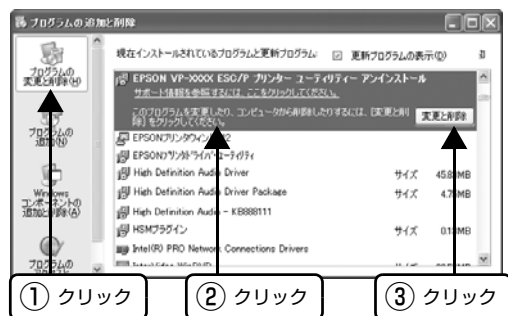 プログラムの追加と削除
プログラムの
変更と削除(H)
現在インストールされているプログラムと更新プログラム:
更新プログラムの表示(D)
EPSON VP-XXXX ESC/P プリンター ユーティリティー アンインストール
サポート情報を参照するには、ここをクリックしてください。
このプログラムを変更したり、コンピュータから削除したりするには、[変更と削
除] をクリックしてください。
変更と削除
プログラムの
追加(N)
EPSONプリンタウィン
EPSONプリンタドライバ・ユーティリティ
High Definition Audio Driver サイズ 45.8 MB
High Definition Audio Driver Package サイズ 4.7 MB
High Definition Audio - KB888111
HSMプラグイン サイズ 0.1 MB
Intel(R) PRO Network Connections Drivers
Windows
コンポーネントの
追加と削除(A)
プログラムの
① クリック
② クリック
③ クリック